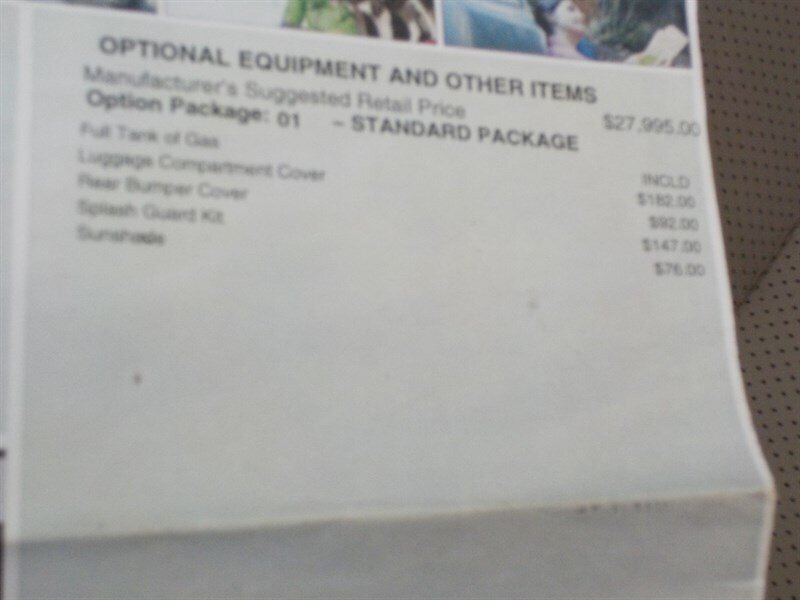 OPTIONAL EQUIPMENT AND OTHER ITEMS
Manufacturer's Suggested Retail Price $27,995.00
Option Package: 01 – STANDARD PACKAGE
Full Tank of Gas INCLD
Luggage Compartment Cover $182.00
Rear Bumper Cover $92.00
Splash Guard Kit $147.00
Sunshade $76.00